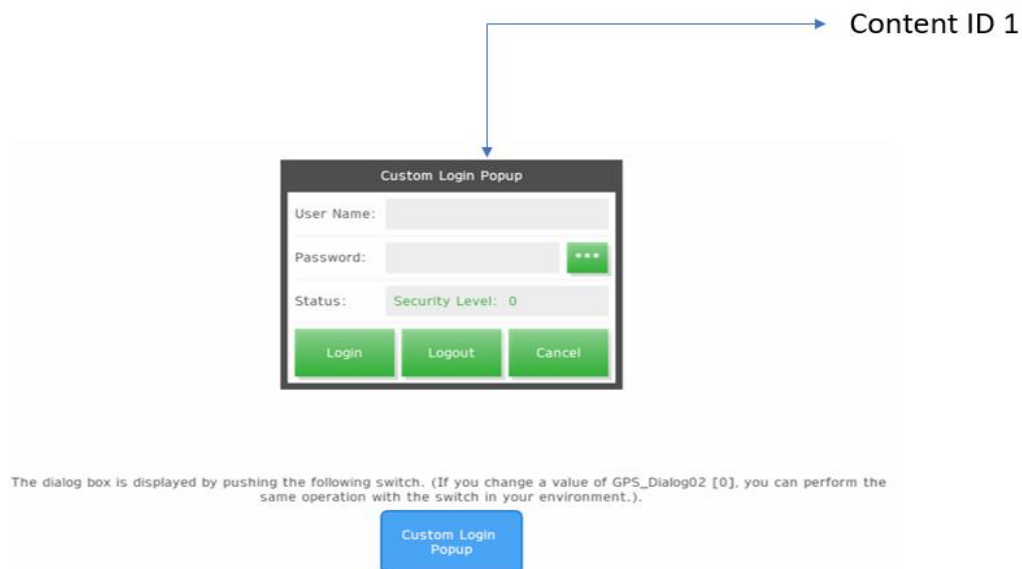 Content ID 1
Custom Login Popup
User Name:
Password:
***
Status:
Security Level: 0
Login
Logout
Cancel
The dialog box is displayed by pushing the following switch. (If you change a value of GPS_Dialog02 [0], you can perform the
same operation with the switch in your environment.).
Custom Login
Popup